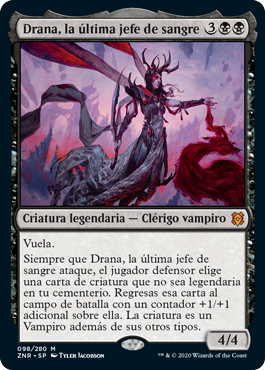 Drana, la última jefe de sangre 3
Criatura legendaria — Clérigo vampiro
Vuela.
Siempre que Drana, la última jefe de
sangre ataque, el jugador defensor elige
una carta de criatura que no sea legendaria
en tu cementerio. Regresas esa carta al
campo de batalla con un contador +1/+1
adicional sobre ella. La criatura es un
Vampiro además de sus otros tipos.
4/4
098/280 M
ZNR • SP Tyler Jacobson
™ & © 2020 Wizards of the Coast